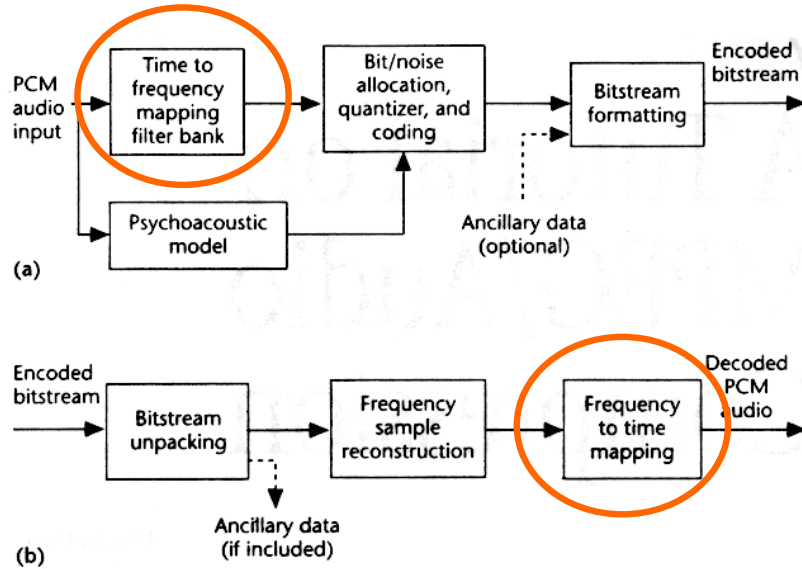 PCM
audio
input
Time to
frequency
mapping
filter bank
Bit/noise
allocation,
quantizer, and
coding
Bitstream
formatting
Encoded
bitstream
Psychoacoustic
model
Ancillary data
(optional)
(a)
Encoded
bitstream
Bitstream
unpacking
Frequency
sample
reconstruction
Frequency
to time
mapping
Decoded
PCM
audio
Ancillary data
(if included)
(b)